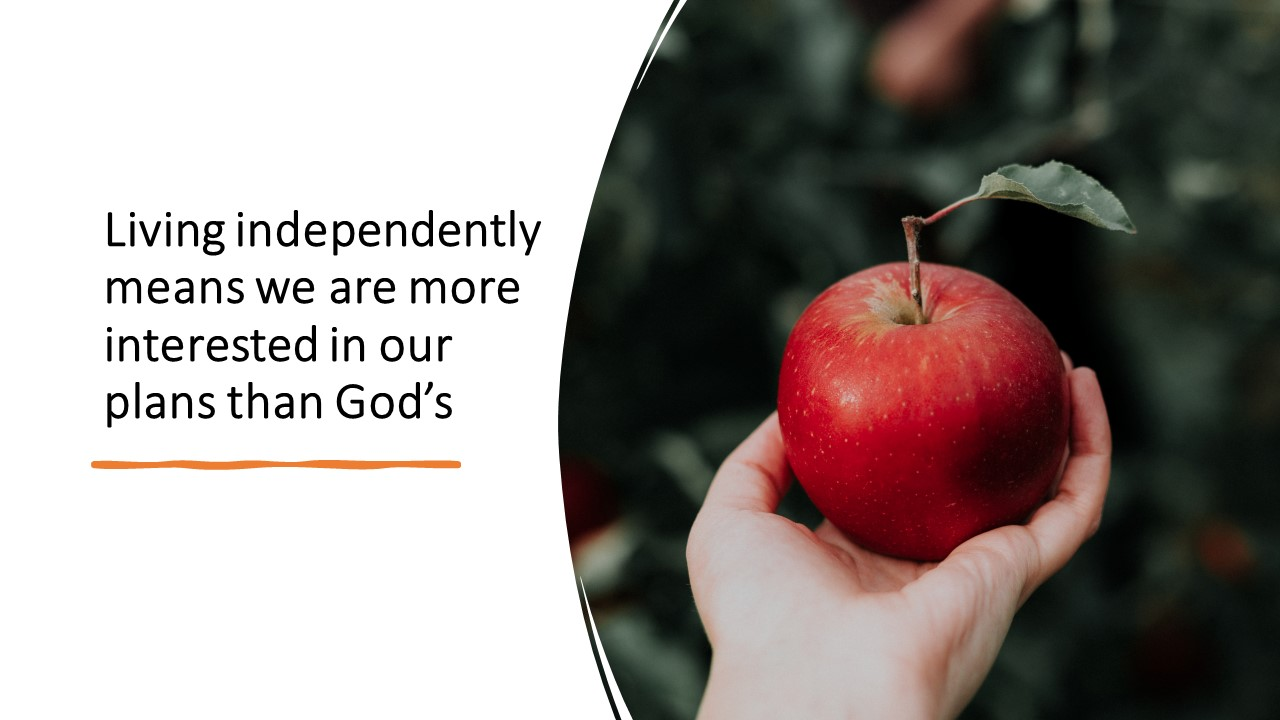 Living independently
means we are more
interested in our
plans than God’s